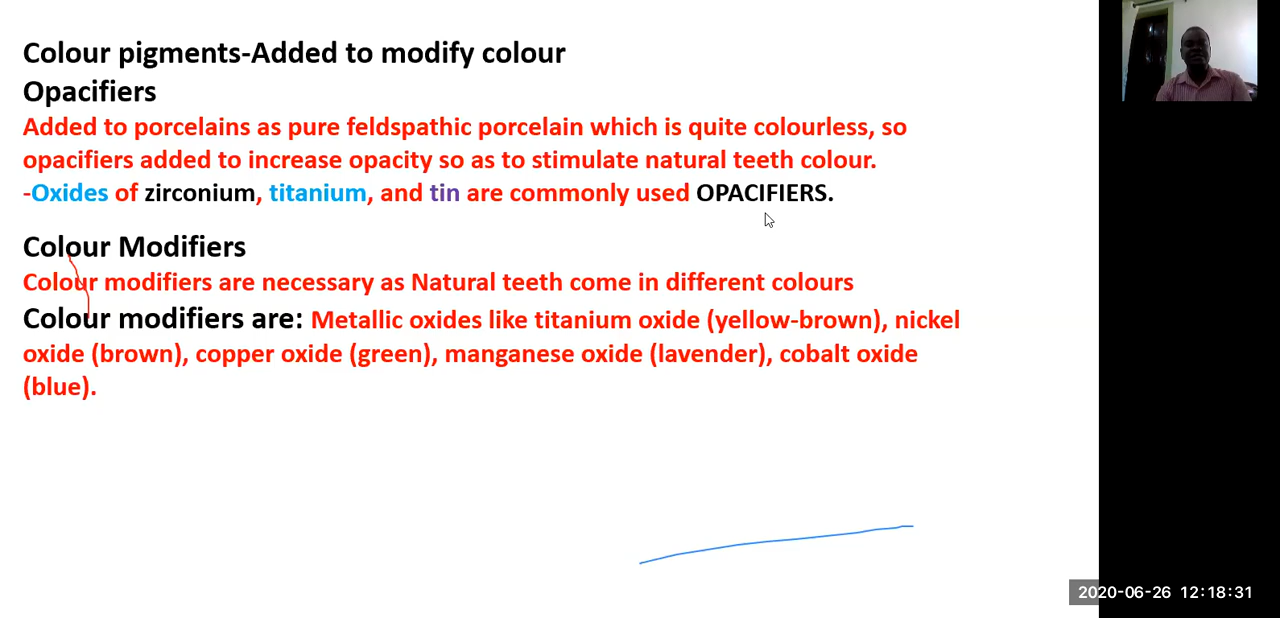 Colour pigments-Added to modify colour
Opacifiers
Added to porcelains as pure feldspathic porcelain which is quite colourless, so
opacifiers added to increase opacity so as to stimulate natural teeth colour.
-Oxides of zirconium, titanium, and tin are commonly used OPACIFIERS.
Colour Modifiers
Colour modifiers are necessary as Natural teeth come in different colours
Colour modifiers are: Metallic oxides like titanium oxide (yellow-brown), nickel
oxide (brown), copper oxide (green), manganese oxide (lavender), cobalt oxide
(blue).
2020-06-26 12:18:31